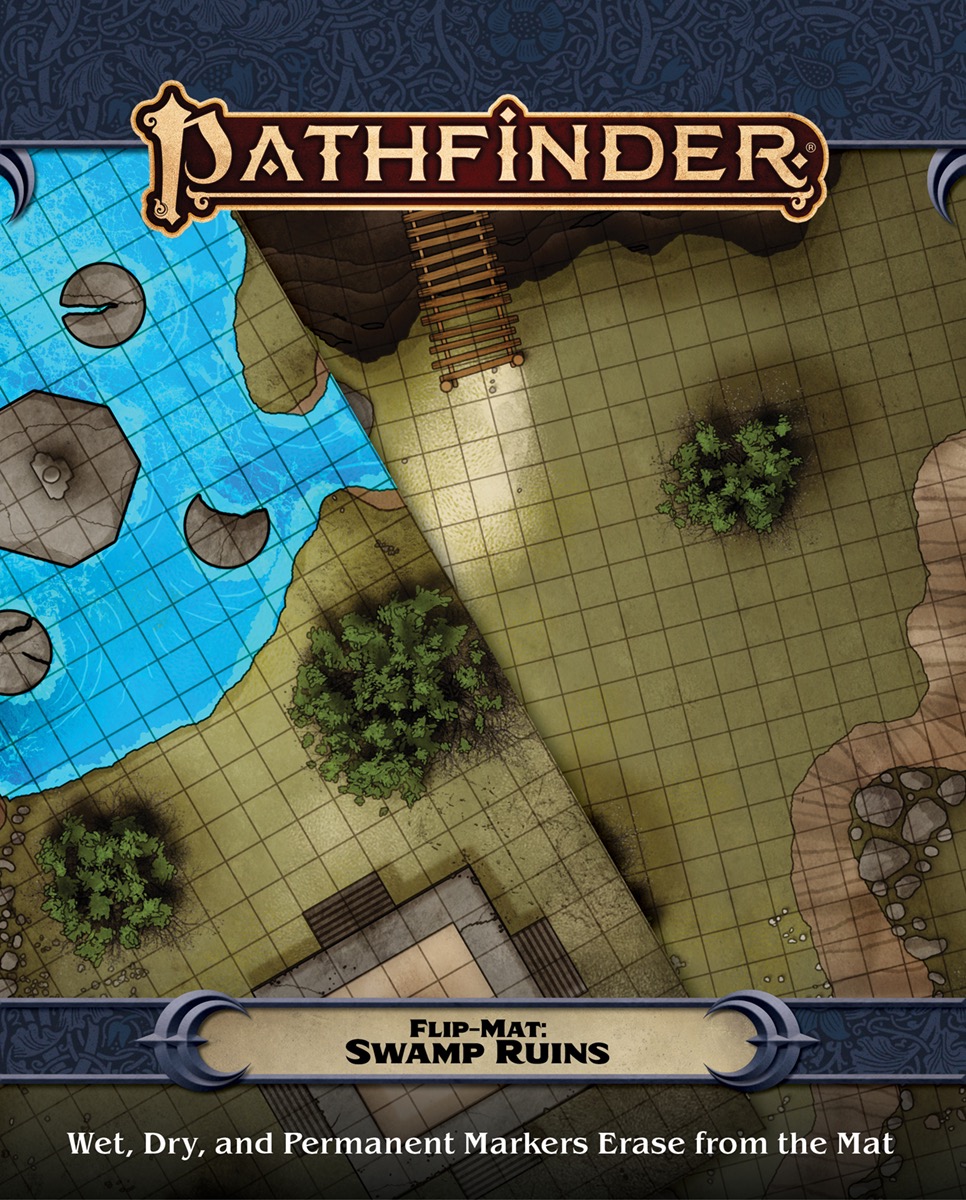 PATHFINDER®
FLIP-MAT:
SWAMP RUINS
Wet, Dry, and Permanent Markers Erase from the Mat